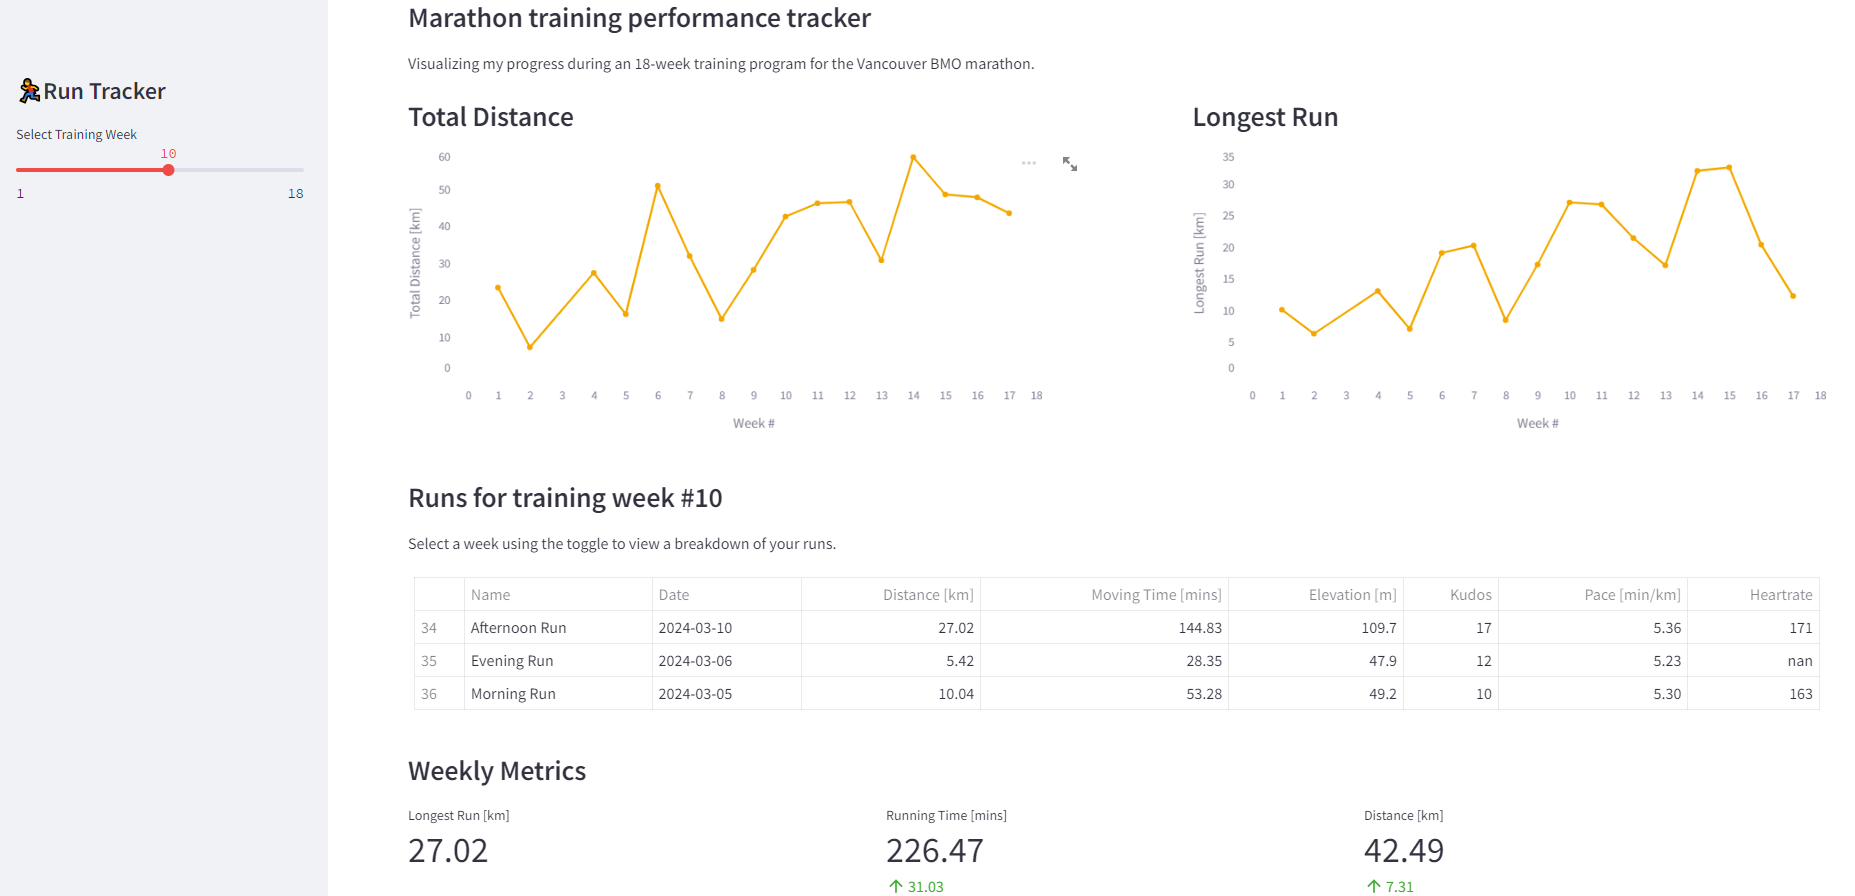 Run Tracker
Select Training Week
10
1 18
Marathon training performance tracker
Visualizing my progress during an 18-week training program for the Vancouver BMO marathon.
Total Distance
60
50
40
30
20
10
0
Total Distance [km]
0 1 2 3 4 5 6 7 8 9 10 11 12 13 14 15 16 17 18
Week #
Longest Run
35
30
25
20
15
10
5
0
Longest Run [km]
0 1 2 3 4 5 6 7 8 9 10 11 12 13 14 15 16 17 18
Week #
Runs for training week #10
Select a week using the toggle to view a breakdown of your runs.
Name Date Distance [km] Moving Time [mins] Elevation [m] Kudos Pace [min/km] Heartrate
34 Afternoon Run 2024-03-10 27.02 144.83 109.7 17 5.36 171
35 Evening Run 2024-03-06 5.42 28.35 47.9 12 5.23 nan
36 Morning Run 2024-03-05 10.04 53.28 49.2 10 5.30 163
Weekly Metrics
Longest Run [km] Running Time [mins] Distance [km]
27.02 226.47 42.49
↑ 31.03 ↑ 7.31